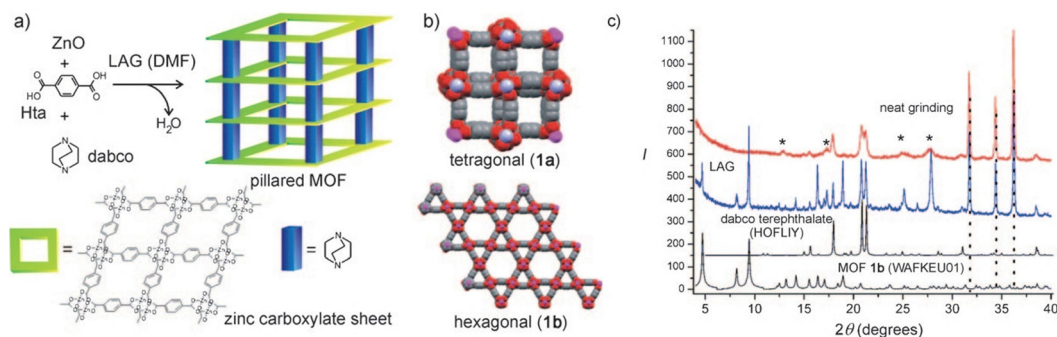 a)
ZnO
+
LAG (DMF)
Hta
+
H₂O
dabco
pillared MOF
=
=
zinc carboxylate sheet
b)
tetragonal (1a)
hexagonal (1b)
c)
1100
1000
900
800
700
600
500
400
300
200
100
0
I
neat grinding
* * * *
LAG
dabco terephthalate
(HOFLIY)
MOF 1b (WAFKEU01)
5 10 15 20 25 30 35 40
2θ (degrees)